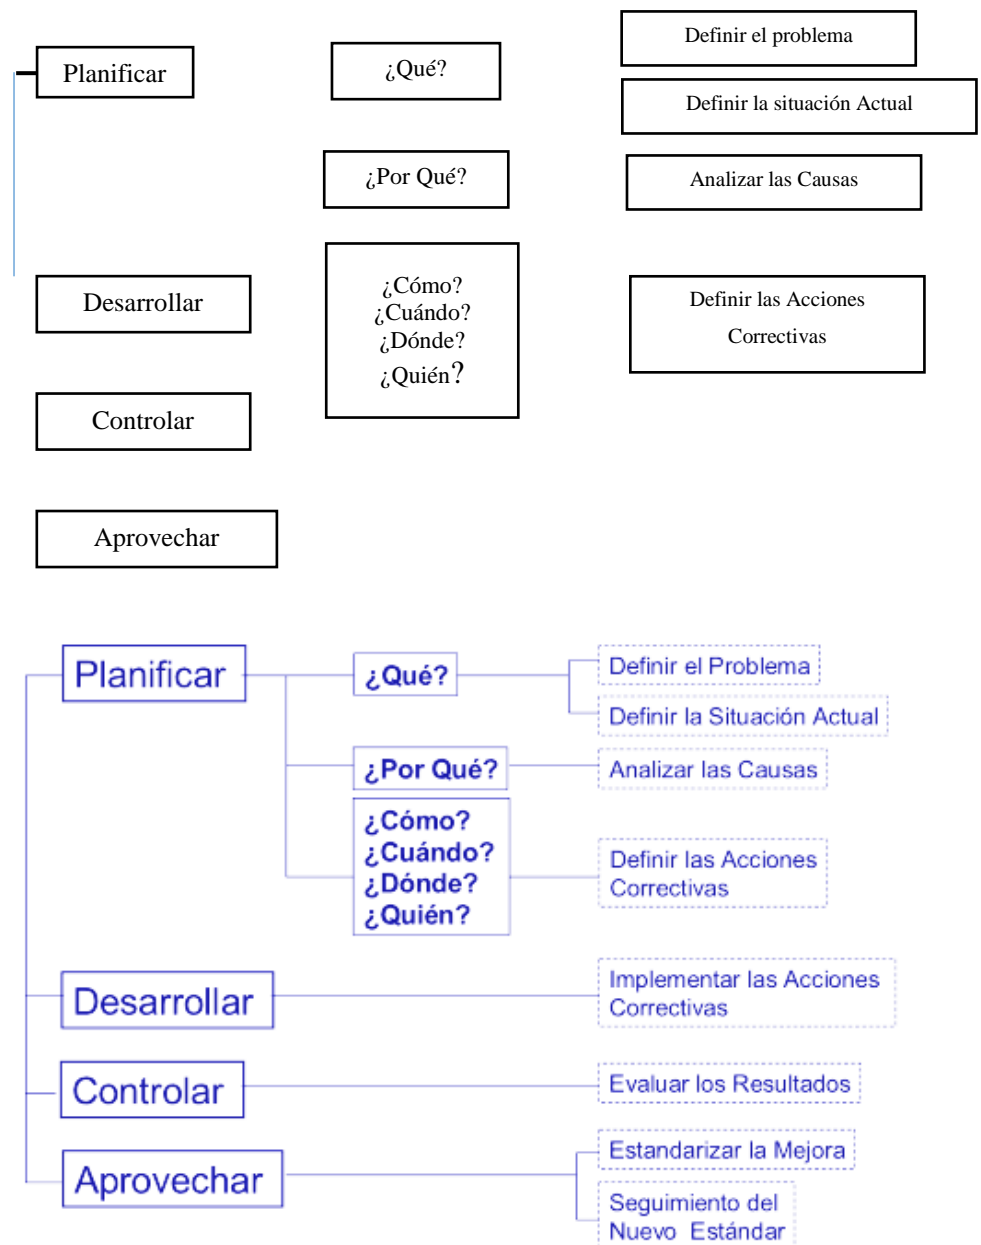 Planificar
¿Qué?
Definir el problema
Definir la situación Actual
¿Por Qué?
Analizar las Causas
Desarrollar
¿Cómo?
¿Cuándo?
¿Dónde?
¿Quién?
Definir las Acciones
Correctivas
Controlar
Aprovechar
Planificar
¿Qué?
Definir el Problema
Definir la Situación Actual
¿Por Qué?
Analizar las Causas
¿Cómo?
¿Cuándo?
¿Dónde?
¿Quién?
Definir las Acciones
Correctivas
Desarrollar
Implementar las Acciones
Correctivas
Controlar
Evaluar los Resultados
Aprovechar
Estandarizar la Mejora
Seguimiento del
Nuevo Estándar